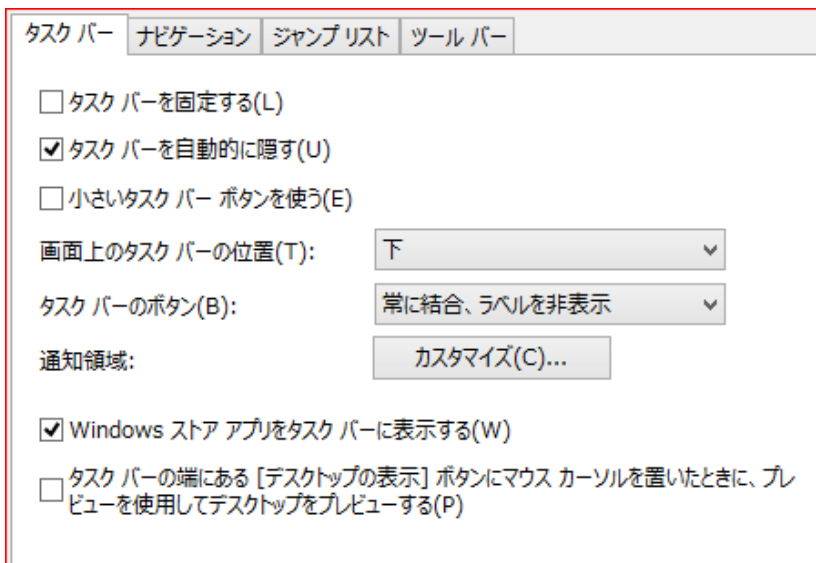 タスク バー ナビゲーション ジャンプ リスト ツール バー
タスク バーを固定する(L)
タスク バーを自動的に隠す(U)
小さいタスク バー ボタンを使う(E)
画面上のタスク バーの位置(T): 下
タスク バーのボタン(B): 常に結合、ラベルを非表示
通知領域: カスタマイズ(C)...
Windows ストア アプリをタスク バーに表示する(W)
タスク バーの端にある [デスクトップの表示] ボタンにマウス カーソルを置いたときに、プレ
ビューを使用してデスクトップをプレビューする(P)